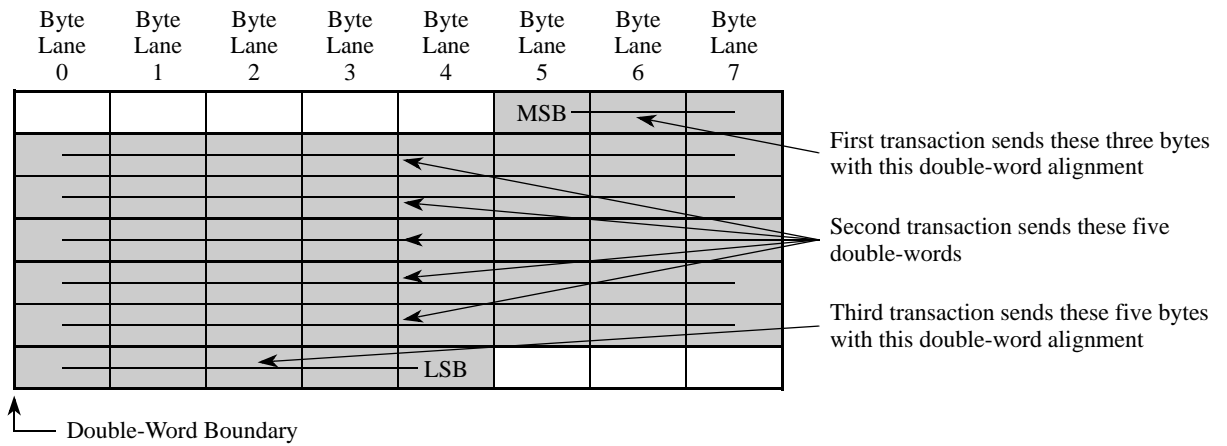 Byte Lane 0
Byte Lane 1
Byte Lane 2
Byte Lane 3
Byte Lane 4
Byte Lane 5
Byte Lane 6
Byte Lane 7
MSB
First transaction sends these three bytes
with this double-word alignment
Second transaction sends these five
double-words
Third transaction sends these five bytes
with this double-word alignment
LSB
Double-Word Boundary